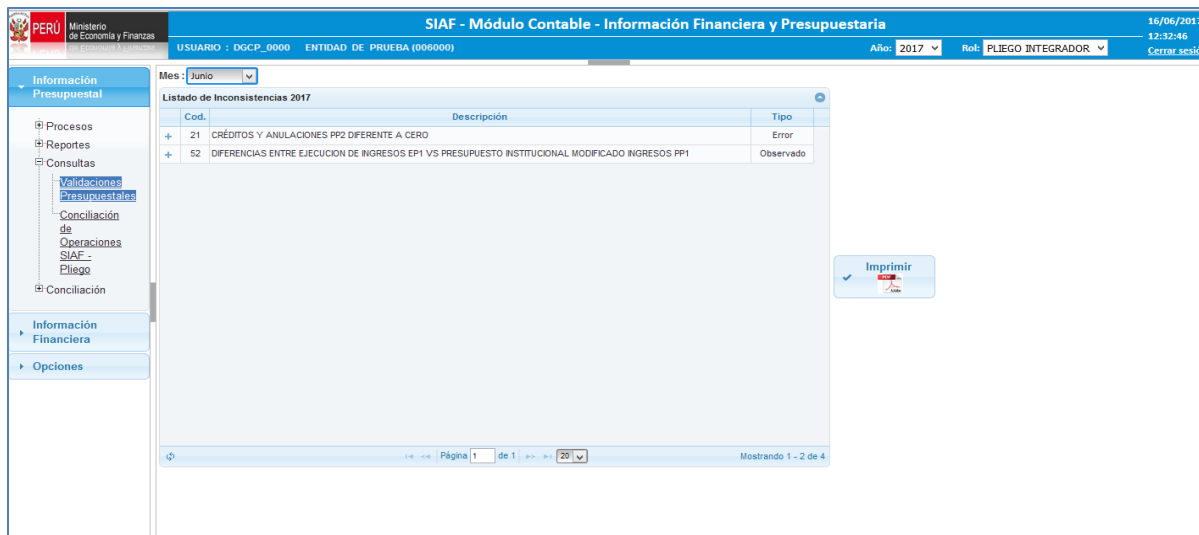 PERÚ
Ministerio
de Economía y Finanzas
SIAF - Módulo Contable - Información Financiera y Presupuestaria
16/06/2017
12:32:46
USUARIO : DGCP_0000 ENTIDAD DE PRUEBA (006000)
Año: 2017 Rol: PLIEGO INTEGRADOR
Cerrar sesió
Información
Presupuestal
Procesos
Reportes
Consultas
Validaciones
Presupuestales
Conciliación
de
Operaciones
SIAF -
Pliego
Conciliación
Información
Financiera
Opciones
Mes : Junio
Listado de Inconsistencias 2017
Cod. Descripción Tipo
21 CRÉDITOS Y ANULACIONES PP2 DIFERENTE A CERO Error
52 DIFERENCIAS ENTRE EJECUCION DE INGRESOS EP1 VS PRESUPUESTO INSTITUCIONAL MODIFICADO INGRESOS PP1 Observado
Imprimir
PDF
Adobe
Página 1 de 1 20 Mostrando 1 - 2 de 4